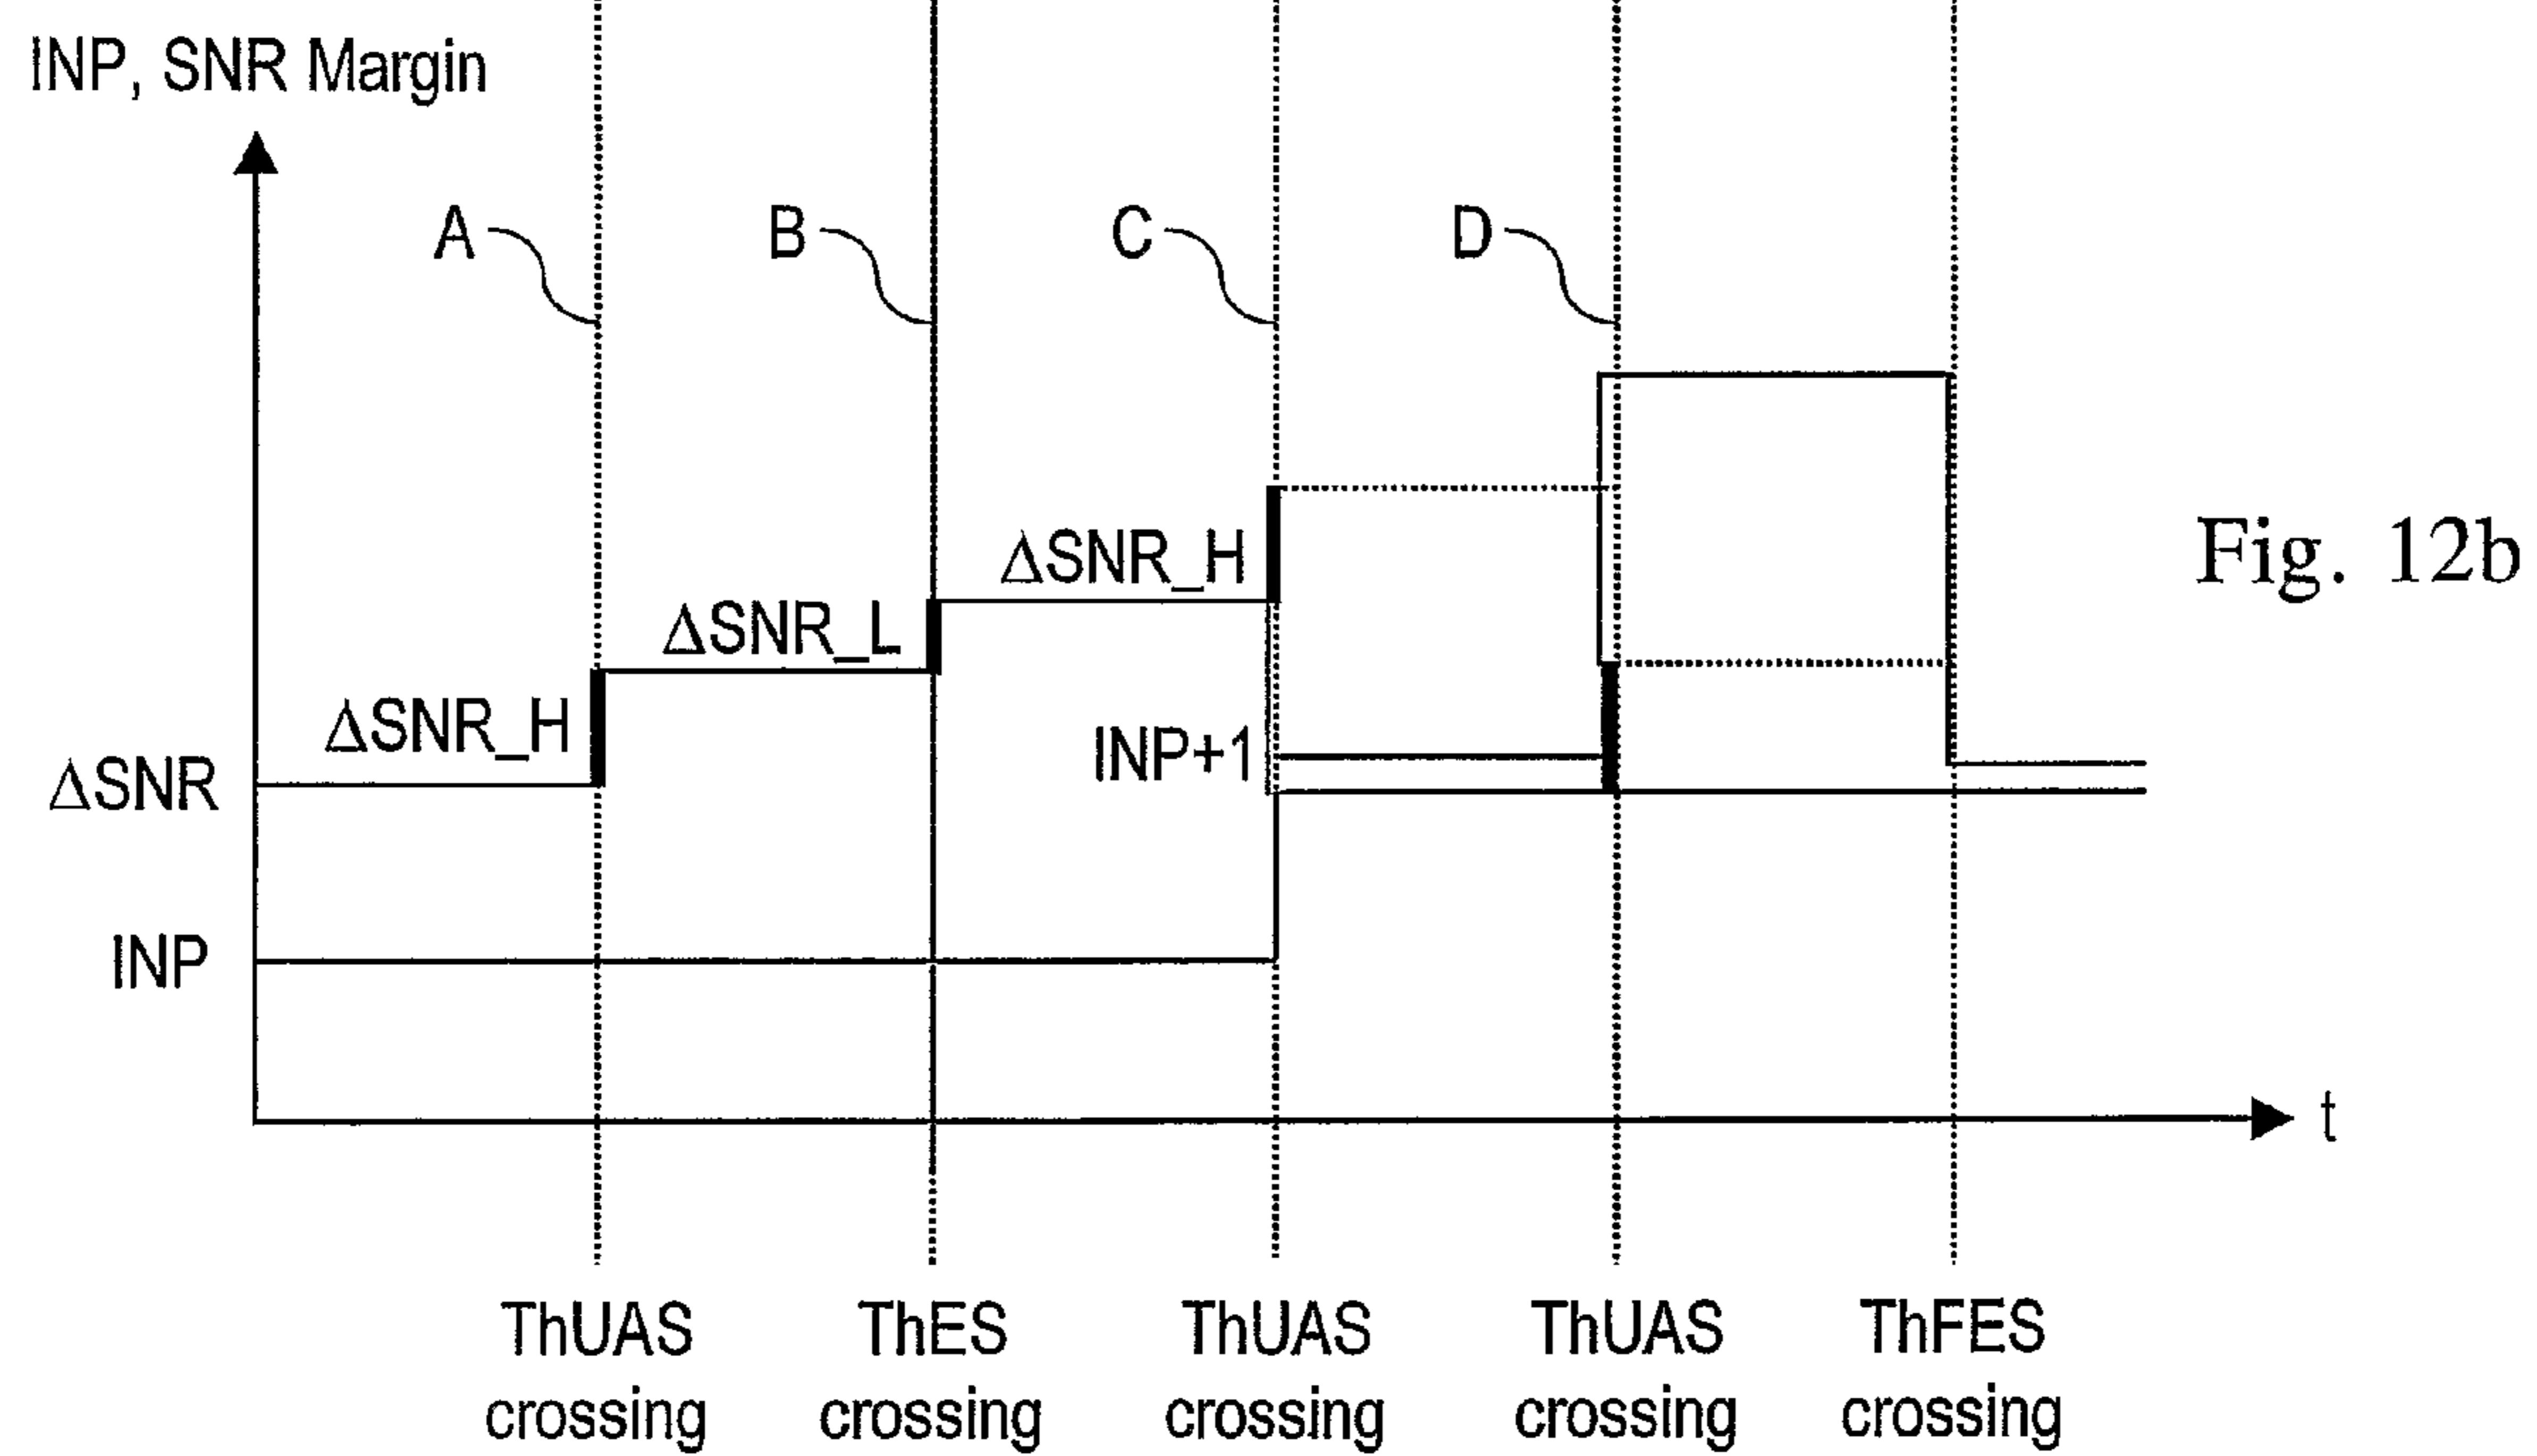 INP, SNR Margin
A
B
C
D
ΔSNR_H
Fig. 12b
ΔSNR_L
ΔSNR_H
INP+1
ΔSNR
INP
t
ThUAS crossing
ThES crossing
ThUAS crossing
ThUAS crossing
ThFES crossing